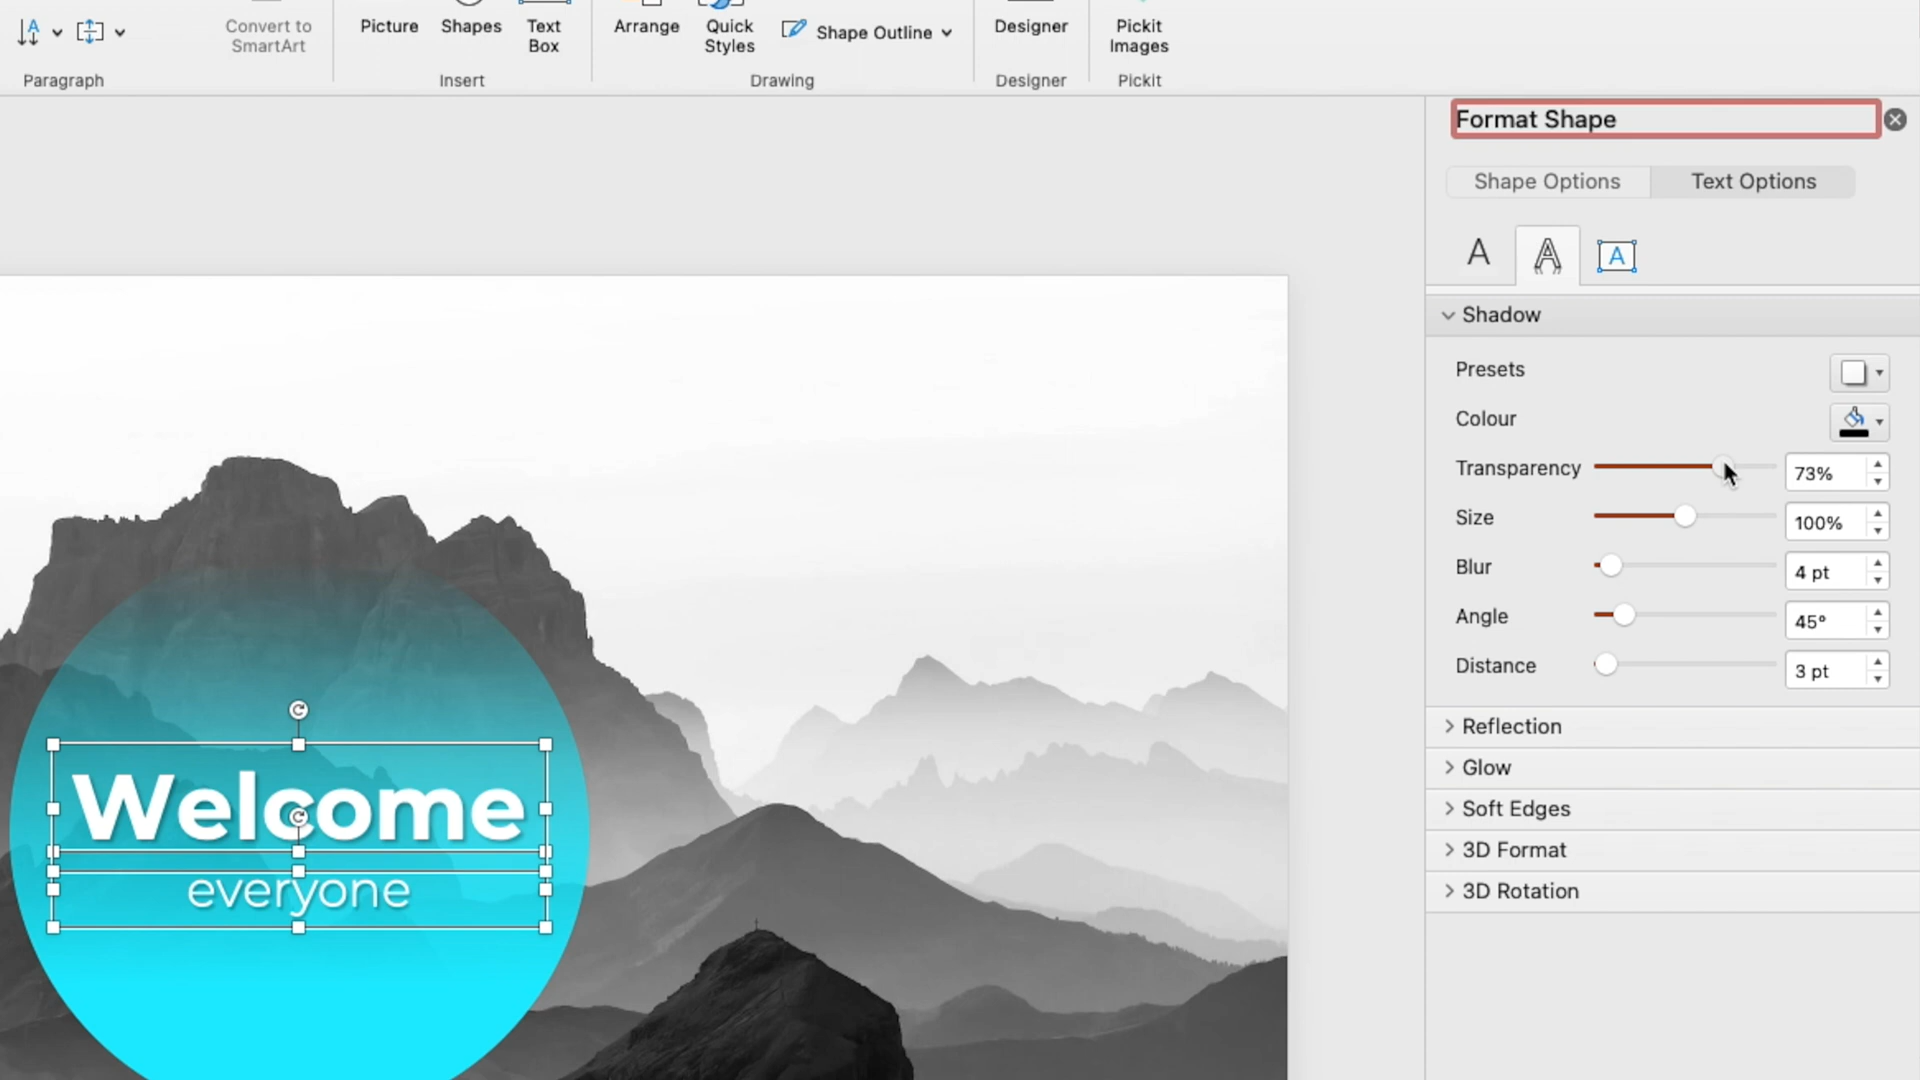 Convert to
SmartArt
Picture
Shapes
Text
Box
Arrange
Quick
Styles
Shape Outline
Designer
Pickit
Images
Paragraph
Insert
Drawing
Designer
Pickit
Format Shape
Shape Options
Text Options
A
A
A
Shadow
Presets
Colour
Transparency 73%
Size 100%
Blur 4 pt
Angle 45°
Distance 3 pt
Reflection
Glow
Soft Edges
3D Format
3D Rotation
Welcome
everyone